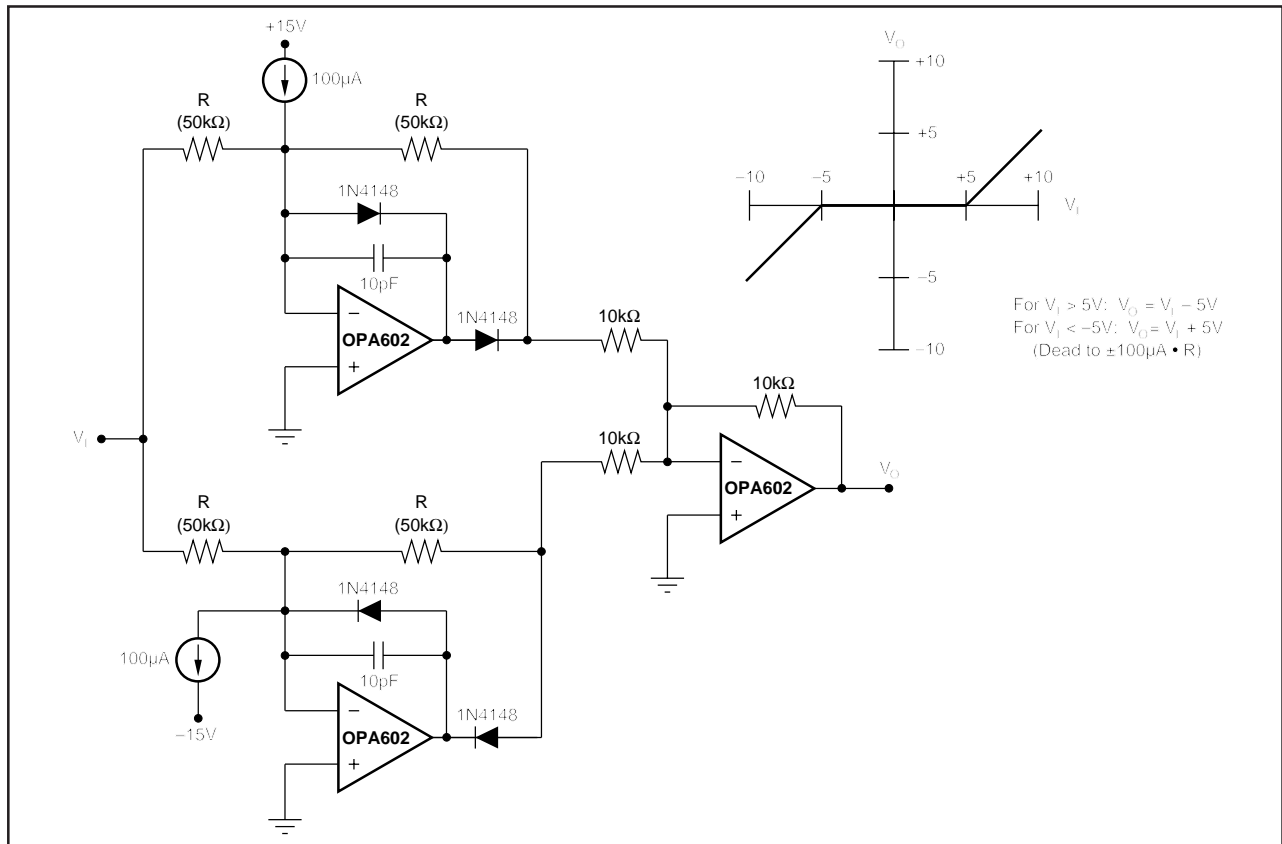 +15V
100µA
R
(50kΩ)
R
(50kΩ)
1N4148
10pF
OPA602
1N4148
10kΩ
10kΩ
10kΩ
OPA602
V_I
V_O
R
(50kΩ)
R
(50kΩ)
1N4148
10pF
100µA
–15V
OPA602
1N4148
V_O
+10
+5
–10
–5
+5
+10
V_I
–5
–10
For V_I > 5V: V_O = V_I – 5V
For V_I < –5V: V_O = V_I + 5V
(Dead to ±100µA • R)